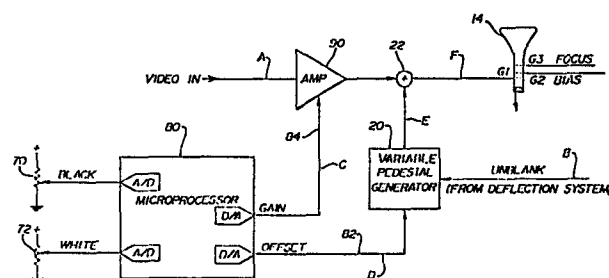 90
14
22
VIDEO IN
A
AMP
F
G1
G3 FOCUS
G2 BIAS
84
E
80
C
20
VARIABLE
PEDESTAL
GENERATOR
B
UNBLANK
(FROM DEFLECTION SYSTEM)
70
BLACK
A/D
MICROPROCESSOR
D/A
GAIN
72
WHITE
A/D
D/A
OFFSET
82
D